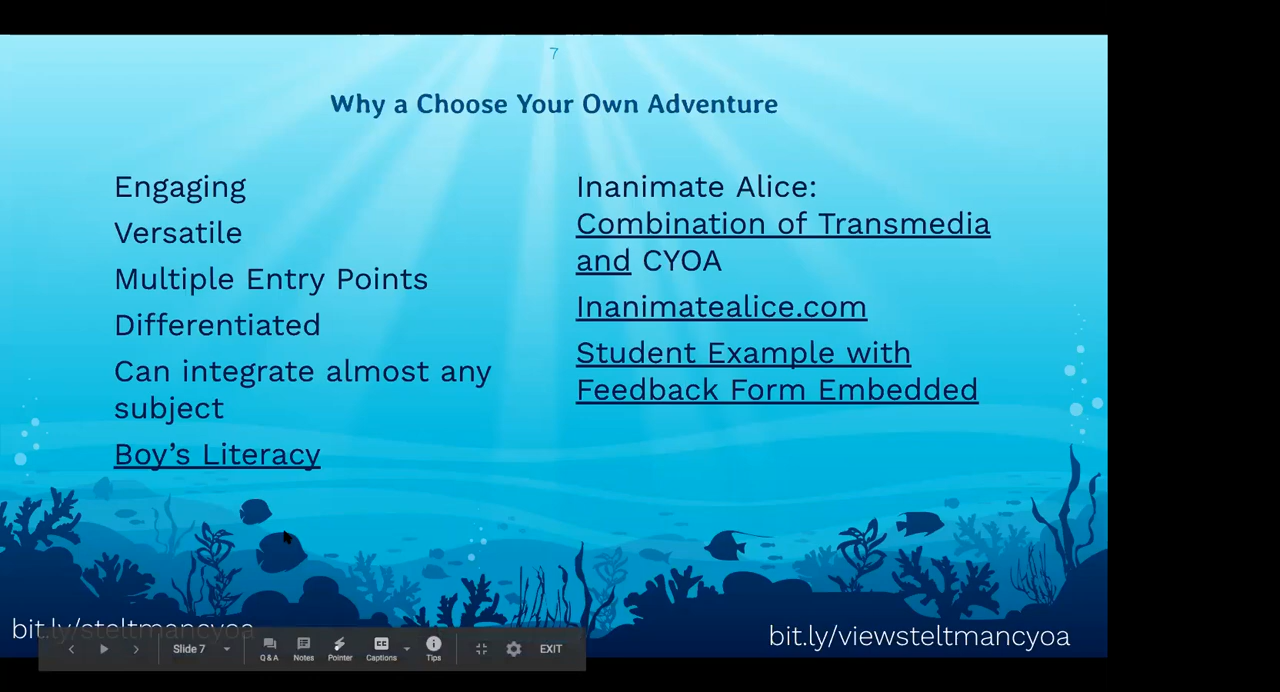 7
Why a Choose Your Own Adventure
Engaging
Versatile
Multiple Entry Points
Differentiated
Can integrate almost any
subject
Boy’s Literacy
Inanimate Alice:
Combination of Transmedia
and CYOA
Inanimatealice.com
Student Example with
Feedback Form Embedded
bit.ly/steltmancyoa
bit.ly/viewsteltmancyoa
Slide 7
Q&A
Notes
Pointer
CC
Captions
Tips
EXIT